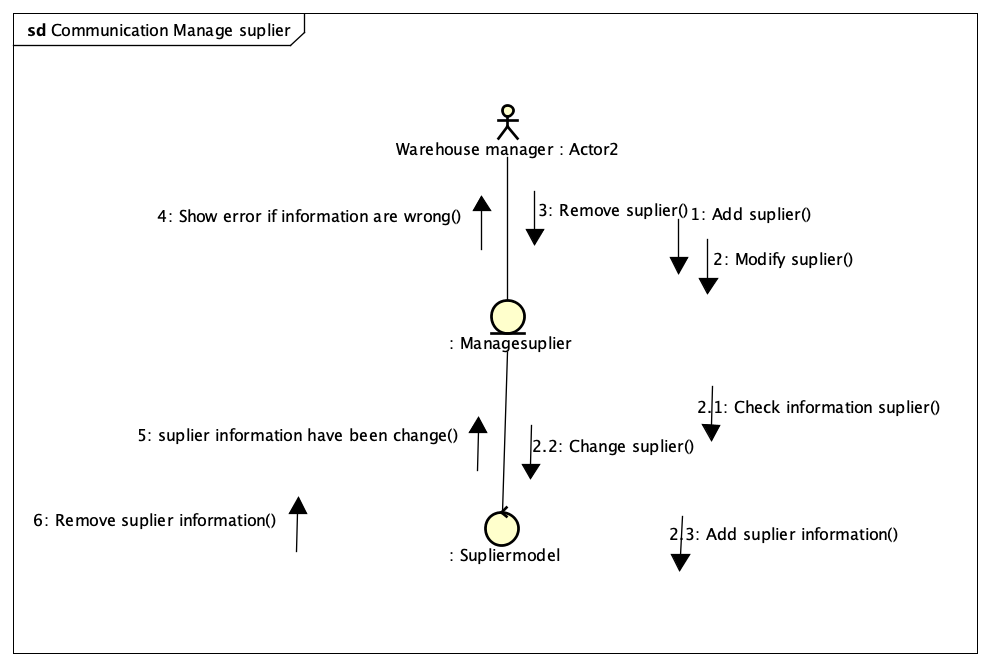 sd Communication Manage suplier
Warehouse manager : Actor2
4: Show error if information are wrong()
3: Remove suplier()
1: Add suplier()
2: Modify suplier()
: Managesuplier
2.1: Check information suplier()
5: suplier information have been change()
2.2: Change suplier()
6: Remove suplier information()
2.3: Add suplier information()
: Supliermodel